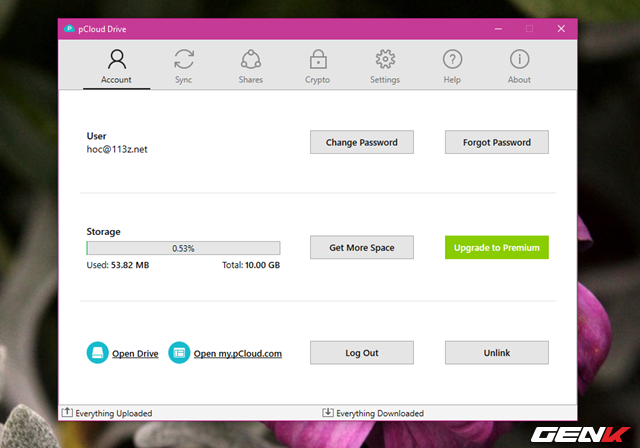 pCloud Drive
Account Sync Shares Crypto Settings Help About
User
hoc@113z.net
Change Password Forgot Password
Storage
0.53%
Used: 53.82 MB Total: 10.00 GB
Get More Space Upgrade to Premium
Open Drive Open my.pCloud.com Log Out Unlink
Everything Uploaded Everything Downloaded
GENK